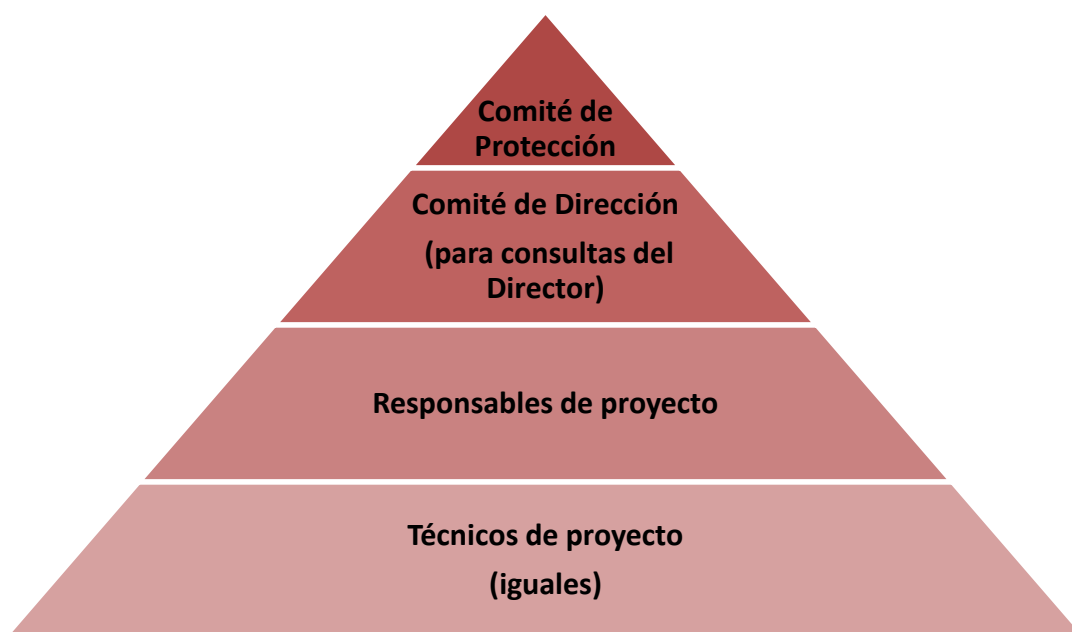 Comité de
Protección
Comité de Dirección
(para consultas del
Director)
Responsables de proyecto
Técnicos de proyecto
(iguales)